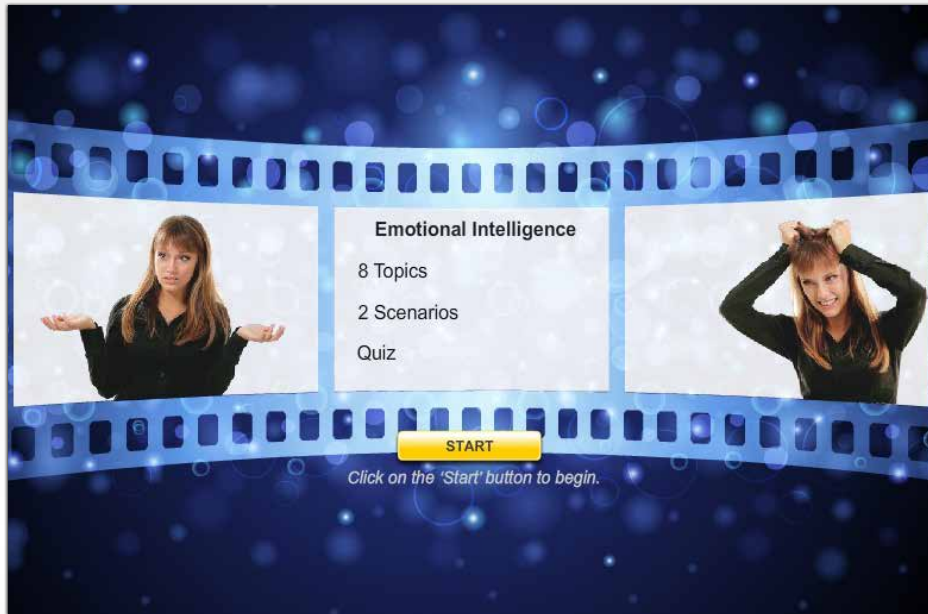 Emotional Intelligence
8 Topics
2 Scenarios
Quiz
START
Click on the ‘Start’ button to begin.